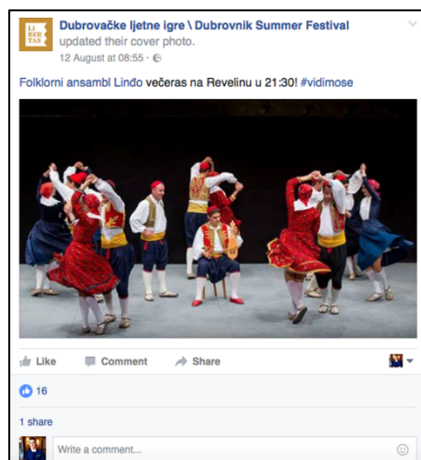 LI
BER
TAS
Dubrovačke ljetne igre \ Dubrovnik Summer Festival
updated their cover photo.
12 August at 08:55 ·
Folklorni ansambl Linđo večeras na Revelinu u 21:30! #vidimose
Like Comment Share
16
1 share
Write a comment...